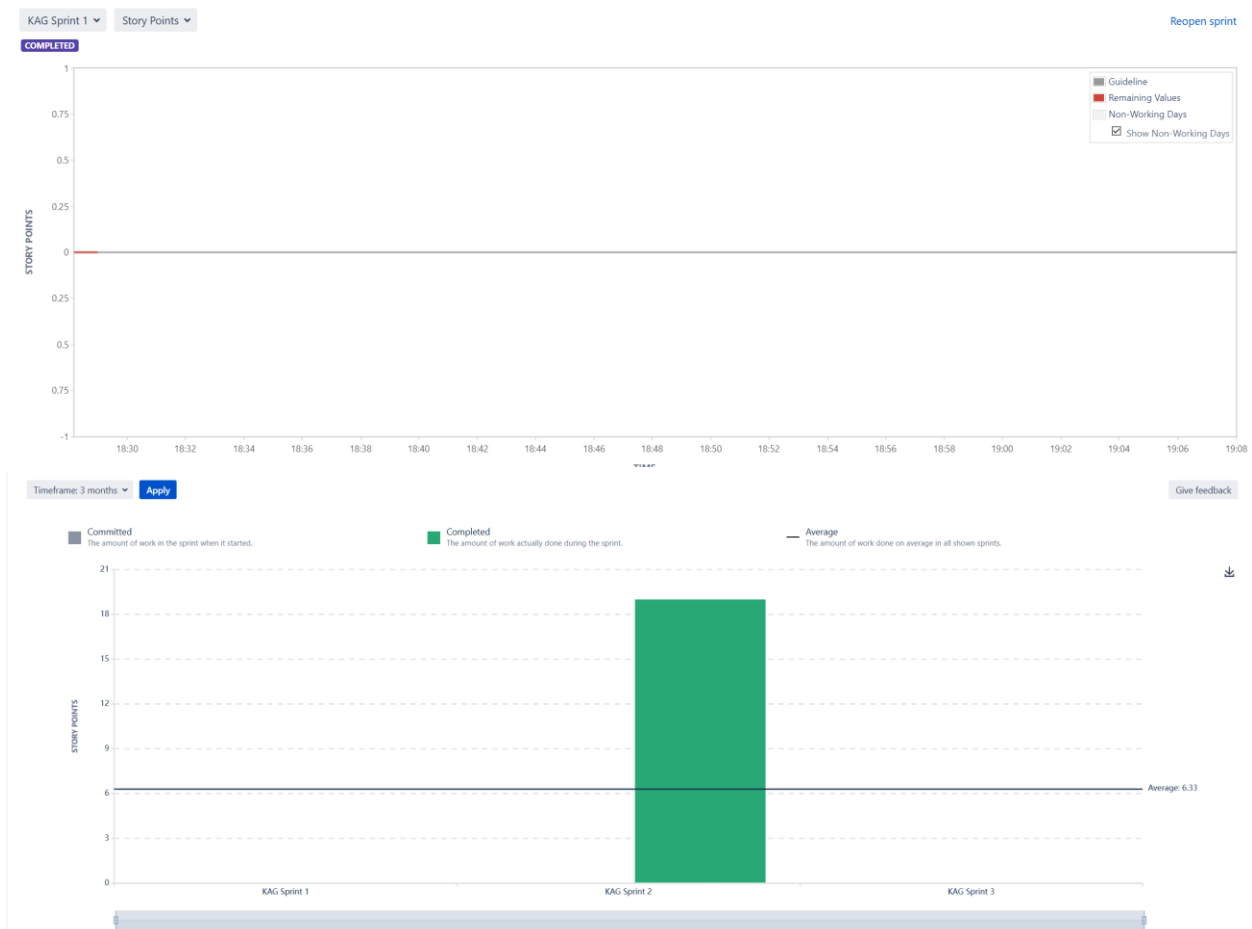 KAG Sprint 1 Story Points Reopen sprint
COMPLETED
1
0.75
0.5
0.25
0
0.25
0.5
0.75
-1
STORY POINTS
Guideline
Remaining Values
Non-Working Days
Show Non-Working Days
18:30 18:32 18:34 18:36 18:38 18:40 18:42 18:44 18:46 18:48 18:50 18:52 18:54 18:56 18:58 19:00 19:02 19:04 19:06 19:08
TIME
Timeframe: 3 months Apply Give feedback
Committed
The amount of work in the sprint when it started.
Completed
The amount of work actually done during the sprint.
Average
The amount of work done on average in all shown sprints.
21
18
15
12
9
6
3
0
STORY POINTS
Average: 6.33
KAG Sprint 1 KAG Sprint 2 KAG Sprint 3